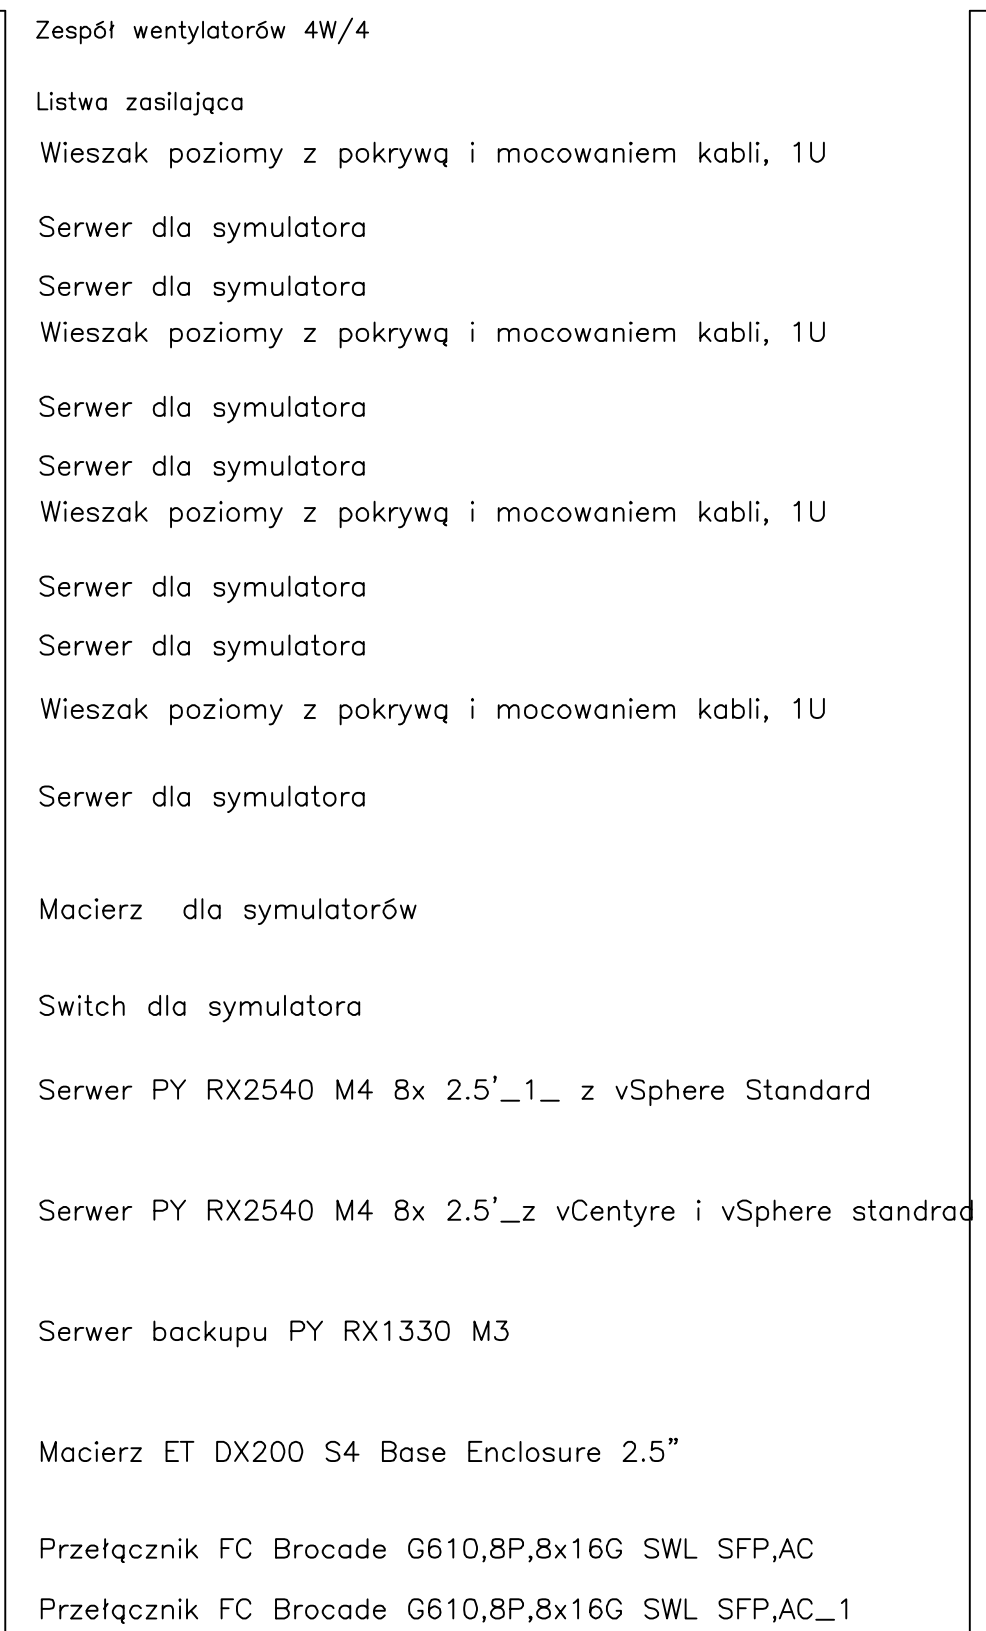 Zespół wentylatorów 4W/4
Listwa zasilająca
Wieszak poziomy z pokrywą i mocowaniem kabli, 1U
Serwer dla symulatora
Serwer dla symulatora
Wieszak poziomy z pokrywą i mocowaniem kabli, 1U
Serwer dla symulatora
Serwer dla symulatora
Wieszak poziomy z pokrywą i mocowaniem kabli, 1U
Serwer dla symulatora
Serwer dla symulatora
Wieszak poziomy z pokrywą i mocowaniem kabli, 1U
Serwer dla symulatora
Macierz dla symulatorów
Switch dla symulatora
Serwer PY RX2540 M4 8x 2.5'_1_ z vSphere Standard
Serwer PY RX2540 M4 8x 2.5'_z vCentyre i vSphere standrad
Serwer backupu PY RX1330 M3
Macierz ET DX200 S4 Base Enclosure 2.5"
Przełącznik FC Brocade G610,8P,8x16G SWL SFP,AC
Przełącznik FC Brocade G610,8P,8x16G SWL SFP,AC_1